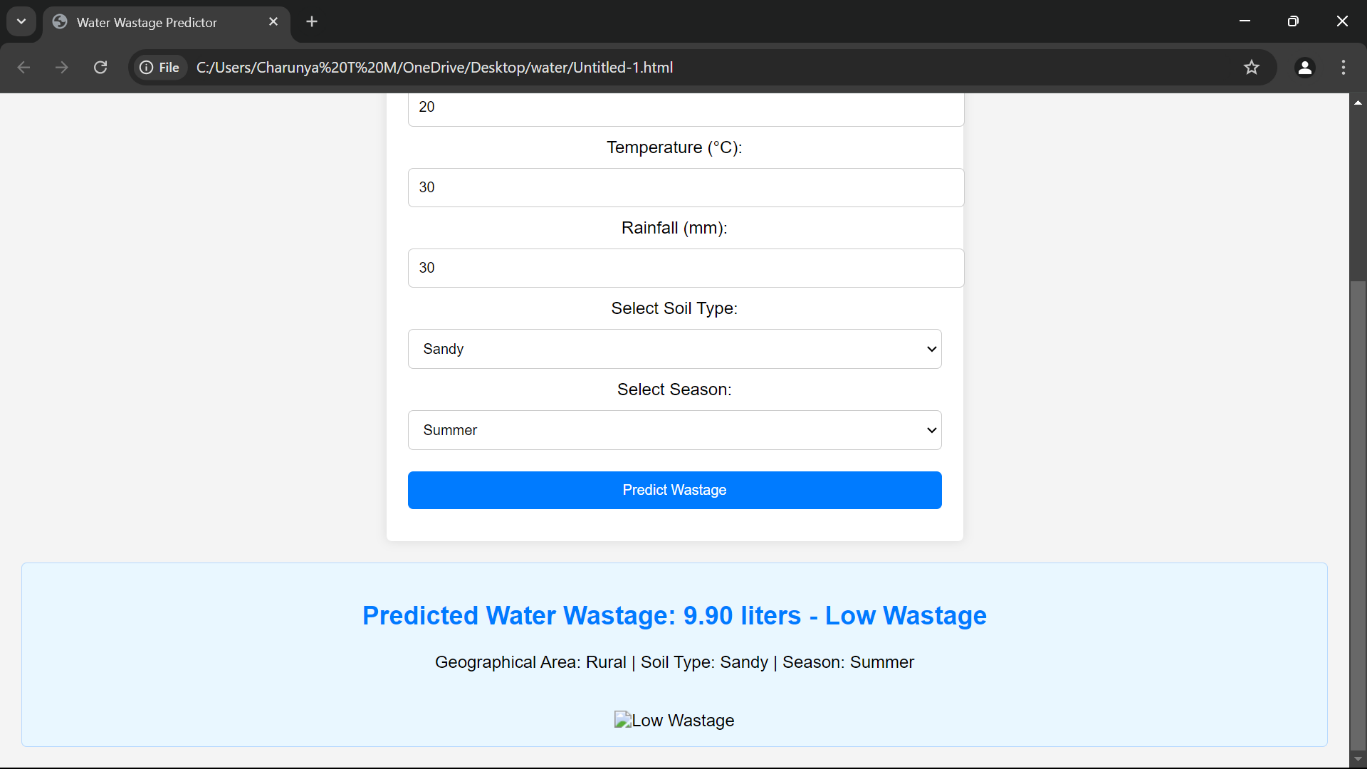 Water Wastage Predictor
File
C:/Users/Charunya%20T%20M/OneDrive/Desktop/water/Untitled-1.html
20
Temperature (°C):
30
Rainfall (mm):
30
Select Soil Type:
Sandy
Select Season:
Summer
Predict Wastage
Predicted Water Wastage: 9.90 liters - Low Wastage
Geographical Area: Rural | Soil Type: Sandy | Season: Summer
Low Wastage